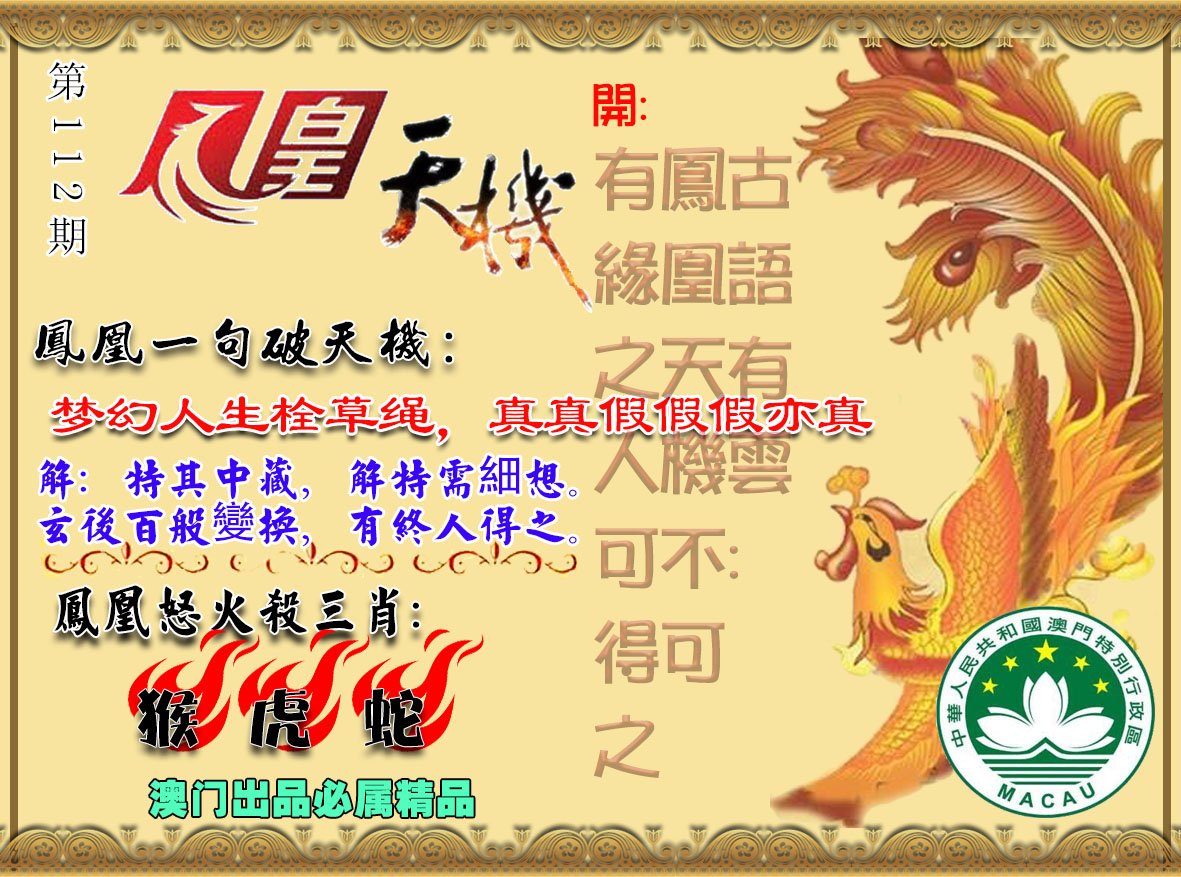 第112期
鳳凰
天機
開:
古語有雲:
鳳凰天機不可
有緣之人可得之
鳳凰一句破天機:
梦幻人生栓草绳，真真假假假亦真
解：特其中藏，解特需細想。
玄後百般變換，有終人得之。
鳳凰怒火殺三肖:
猴 虎 蛇
澳门出品必属精品
中華人民共和國澳門特別行政區
MACAU